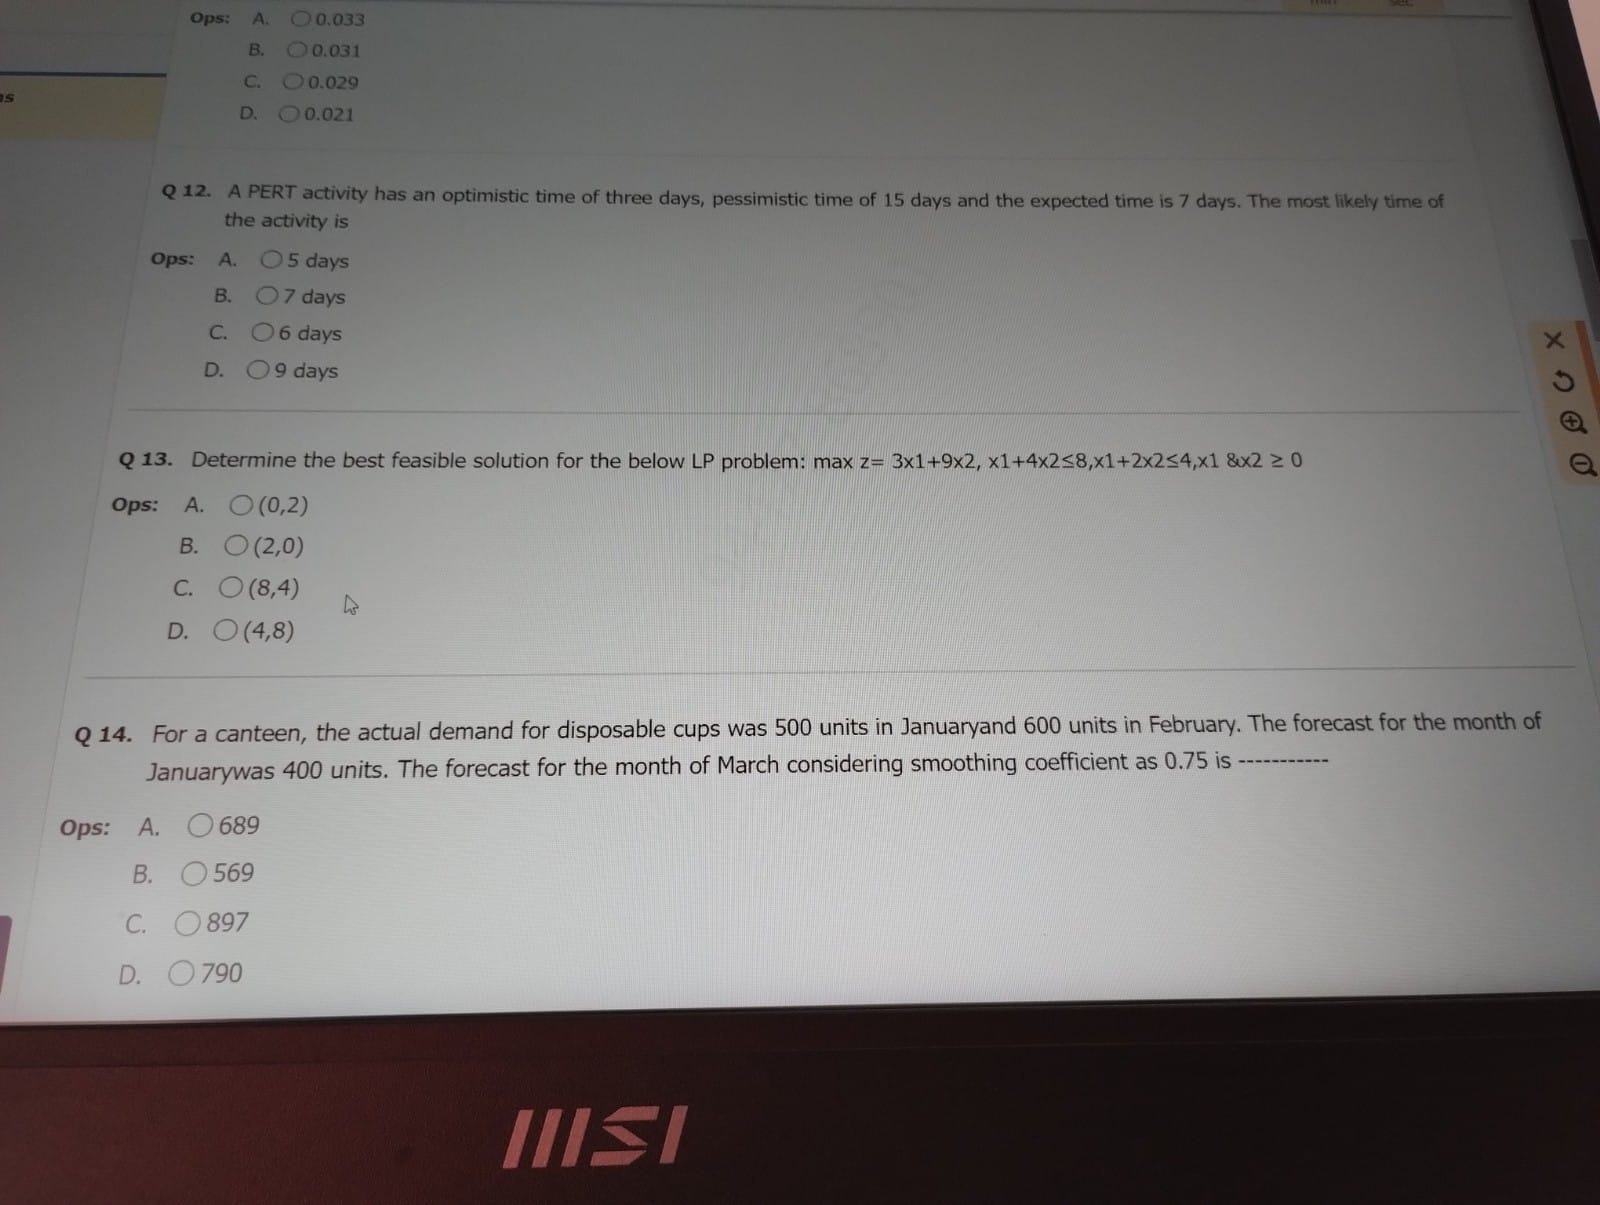 min sec
Ops: A. 0.033
B. 0.031
C. 0.029
D. 0.021
Q 12. A PERT activity has an optimistic time of three days, pessimistic time of 15 days and the expected time is 7 days. The most likely time of
the activity is
Ops: A. 5 days
B. 7 days
C. 6 days
D. 9 days
Q 13. Determine the best feasible solution for the below LP problem: max z= 3x1+9x2, x1+4x2≤8,x1+2x2≤4,x1 &x2 ≥ 0
Ops: A. (0,2)
B. (2,0)
C. (8,4)
D. (4,8)
Q 14. For a canteen, the actual demand for disposable cups was 500 units in Januaryand 600 units in February. The forecast for the month of
Januarywas 400 units. The forecast for the month of March considering smoothing coefficient as 0.75 is -----------
Ops: A. 689
B. 569
C. 897
D. 790
msi